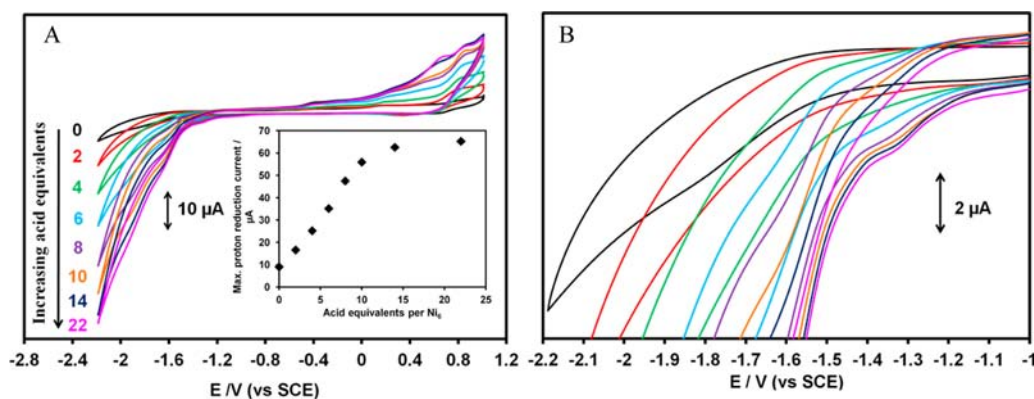 A
Increasing acid equivalents
0
2
4
6
8
10
14
22
10 µA
Max. proton reduction current /
µA
70
60
50
40
30
20
10
0
0 5 10 15 20 25
Acid equivalents per Ni₆
-2.8 -2.4 -2 -1.6 -1.2 -0.8 -0.4 0 0.4 0.8 1.2
E /V (vs SCE)
B
2 µA
-2.2 -2.1 -2 -1.9 -1.8 -1.7 -1.6 -1.5 -1.4 -1.3 -1.2 -1.1 -1
E / V (vs SCE)